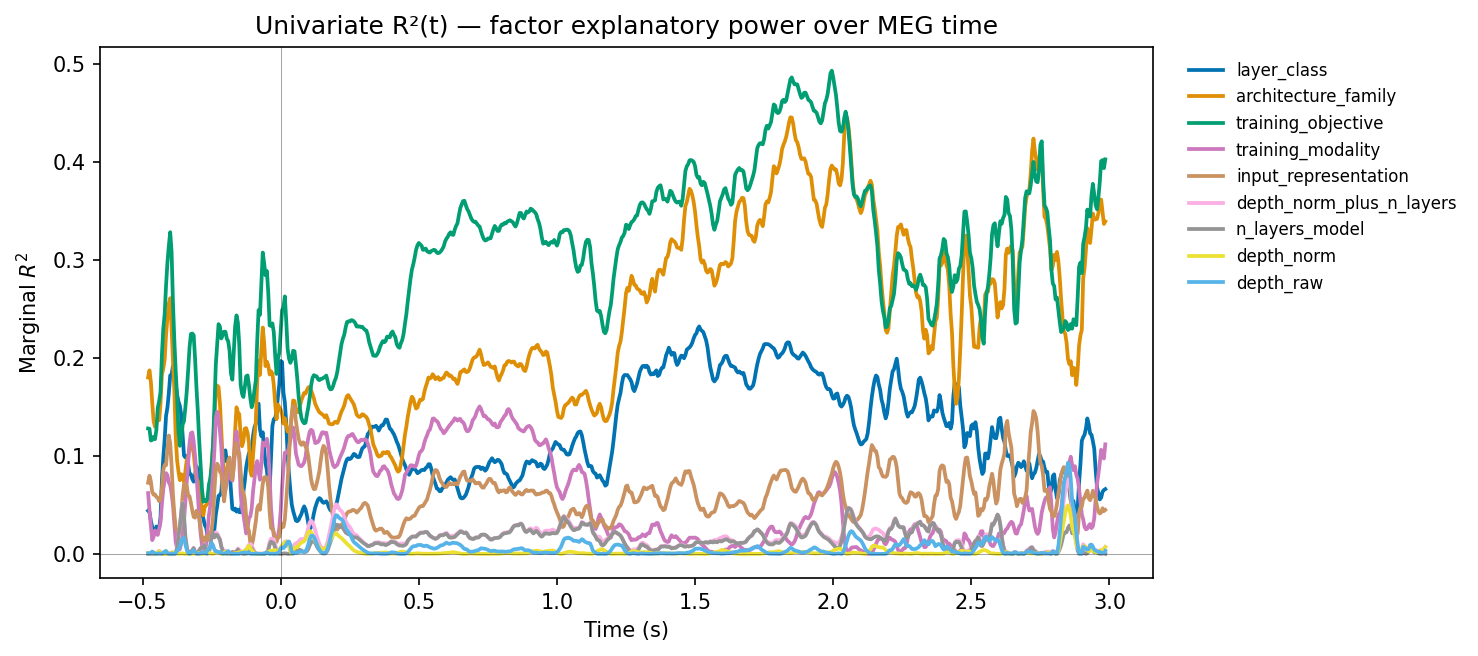 Univariate R²(t) — factor explanatory power over MEG time
0.5
0.4
0.3
0.2
0.1
0.0
Marginal R²
−0.5
0.0
0.5
1.0
1.5
2.0
2.5
3.0
Time (s)
layer_class
architecture_family
training_objective
training_modality
input_representation
depth_norm_plus_n_layers
n_layers_model
depth_norm
depth_raw